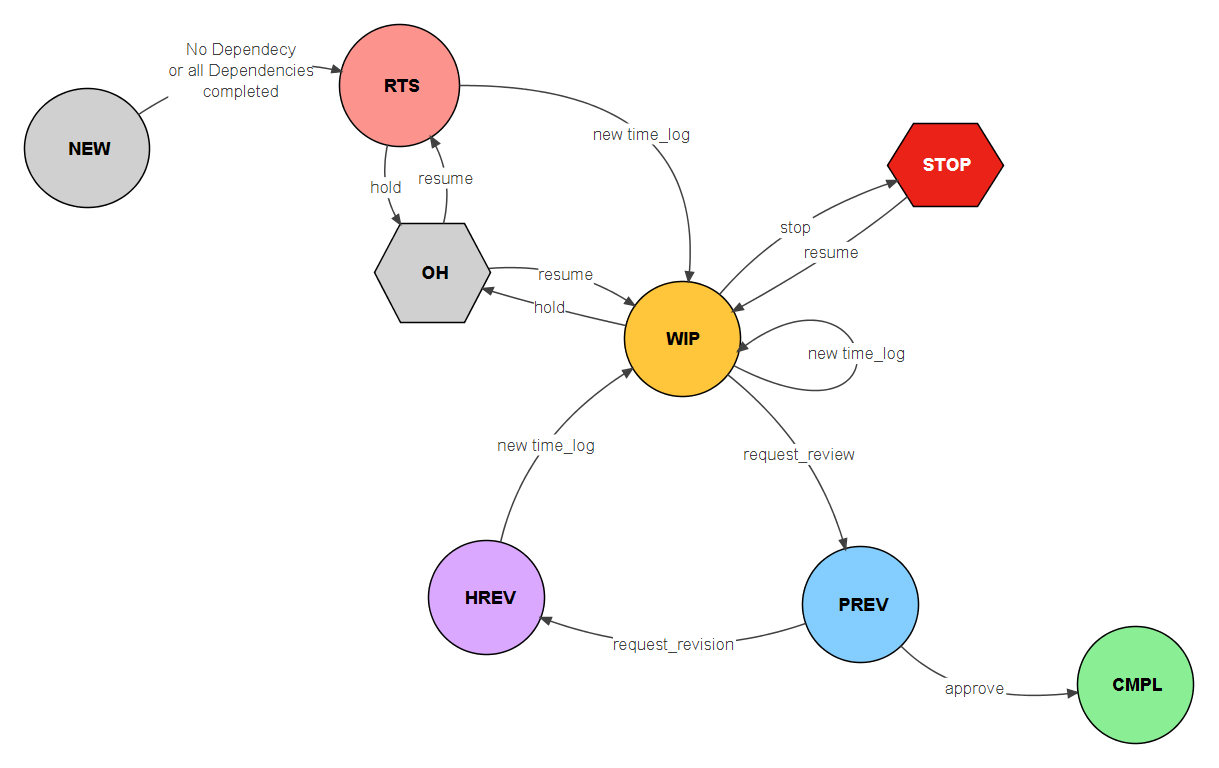 No Dependecy
or all Dependencies
completed
RTS
NEW
new time_log
STOP
hold
resume
stop
resume
OH
resume
hold
WIP
new time_log
new time_log
request_review
HREV
PREV
request_revision
approve
CMPL